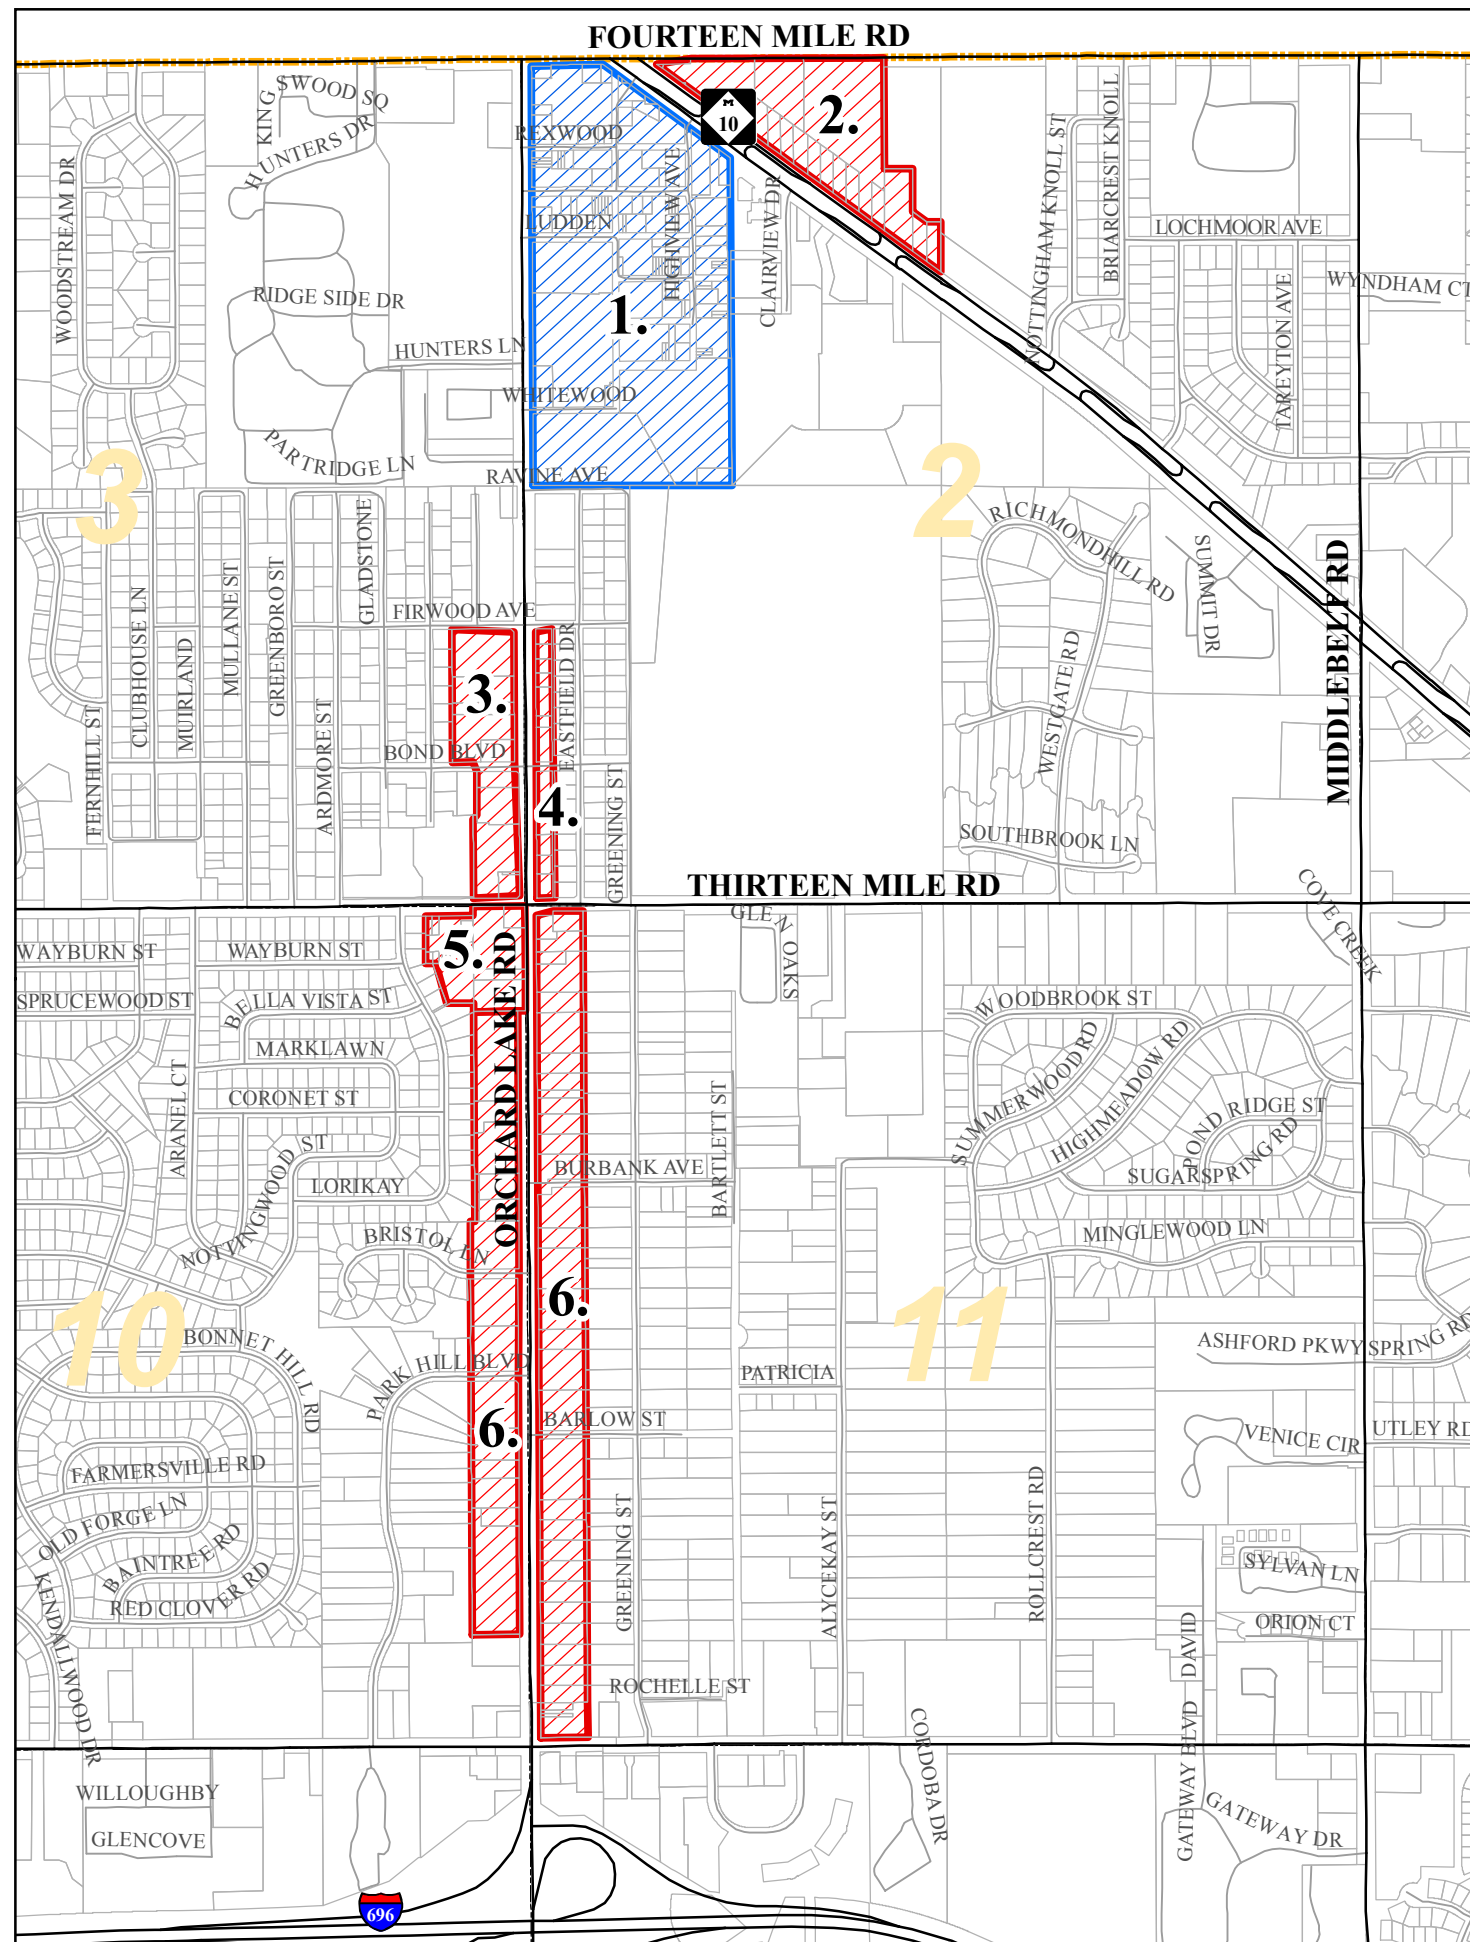 FOURTEEN MILE RD
KINGSWOOD SQ
HUNTERS DR
WOODSTREAM DR
REXWOOD
M
10
2.
HIGHVIEW AVE
LUDDEN
CLAIRVIEW DR
NOTTINGHAM KNOLL ST
BRIARCREST KNOLL
LOCHMOOR AVE
WYNDHAM CT
RIDGE SIDE DR
1.
TAREYTON AVE
HUNTERS LN
WHITEWOOD
PARTRIDGE LN
RAVINE AVE
3
2
RICHMONDHILL RD
SUMMIT DR
MIDDLEBELT RD
GLADSTONE
CLUBHOUSE LN
MUIRLAND
MULLANE ST
GREENBORO ST
FIRWOOD AVE
EASTFIELD DR
WESTGATE RD
3.
FERNHILL ST
ARDMORE ST
BOND BLVD
4.
GREENING ST
SOUTHBROOK LN
THIRTEEN MILE RD
COVE CREEK
GLEN OAKS
WAYBURN ST
WAYBURN ST
5.
SPRUCEWOOD ST
BELLA VISTA ST
ORCHARD LAKE RD
WOODBROOK ST
MARKLAWN
SUMMERWOOD RD
HIGHMEADOW RD
ARANEL CT
CORONET ST
BARTLETT ST
POND RIDGE ST
NOTTINGWOOD ST
BURBANK AVE
SUGARSPRING RD
LORIKAY
BRISTOL LN
MINGLEWOOD LN
6.
10
11
BONNET HILL RD
ASHFORD PKWY
SPRING RD
PARK HILL BLVD
PATRICIA
6.
BARLOW ST
VENICE CIR
UTLEY RD
FARMERSVILLE RD
OLD FORGE LN
GREENING ST
ALYCEKAY ST
ROLLCREST RD
BAINTREE RD
SYLVAN LN
RED CLOVER RD
ORION CT
KENDALLWOOD DR
DAVID
ROCHELLE ST
CORDOBA DR
GATEWAY BLVD
WILLOUGHBY
GATEWAY DR
GLENCOVE
696